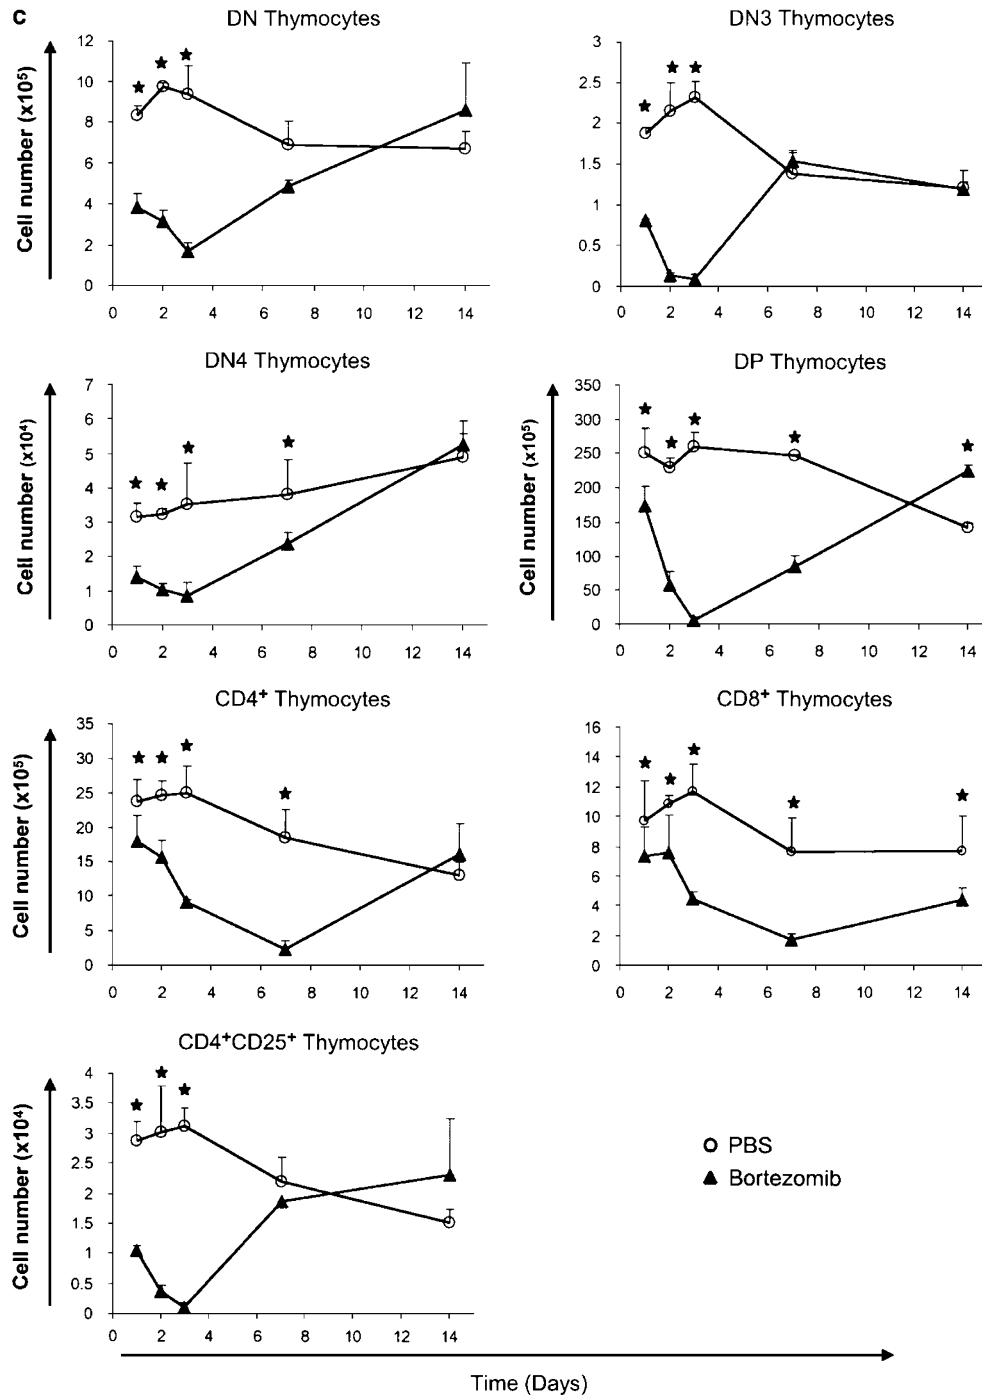 c
DN Thymocytes
DN3 Thymocytes
Cell number (x10⁵)
12
10
8
6
4
2
0
0 2 4 6 8 10 12 14
3
2.5
2
1.5
1
0.5
0
0 2 4 6 8 10 12 14
DN4 Thymocytes
DP Thymocytes
Cell number (x10⁴)
7
6
5
4
3
2
1
0
0 2 4 6 8 10 12 14
Cell number (x10⁵)
350
300
250
200
150
100
50
0
0 2 4 6 8 10 12 14
CD4⁺ Thymocytes
CD8⁺ Thymocytes
Cell number (x10⁵)
35
30
25
20
15
10
5
0
0 2 4 6 8 10 12 14
16
14
12
10
8
6
4
2
0
0 2 4 6 8 10 12 14
CD4⁺CD25⁺ Thymocytes
Cell number (x10⁴)
4
3.5
3
2.5
2
1.5
1
0.5
0
0 2 4 6 8 10 12 14
PBS
Bortezomib
Time (Days)